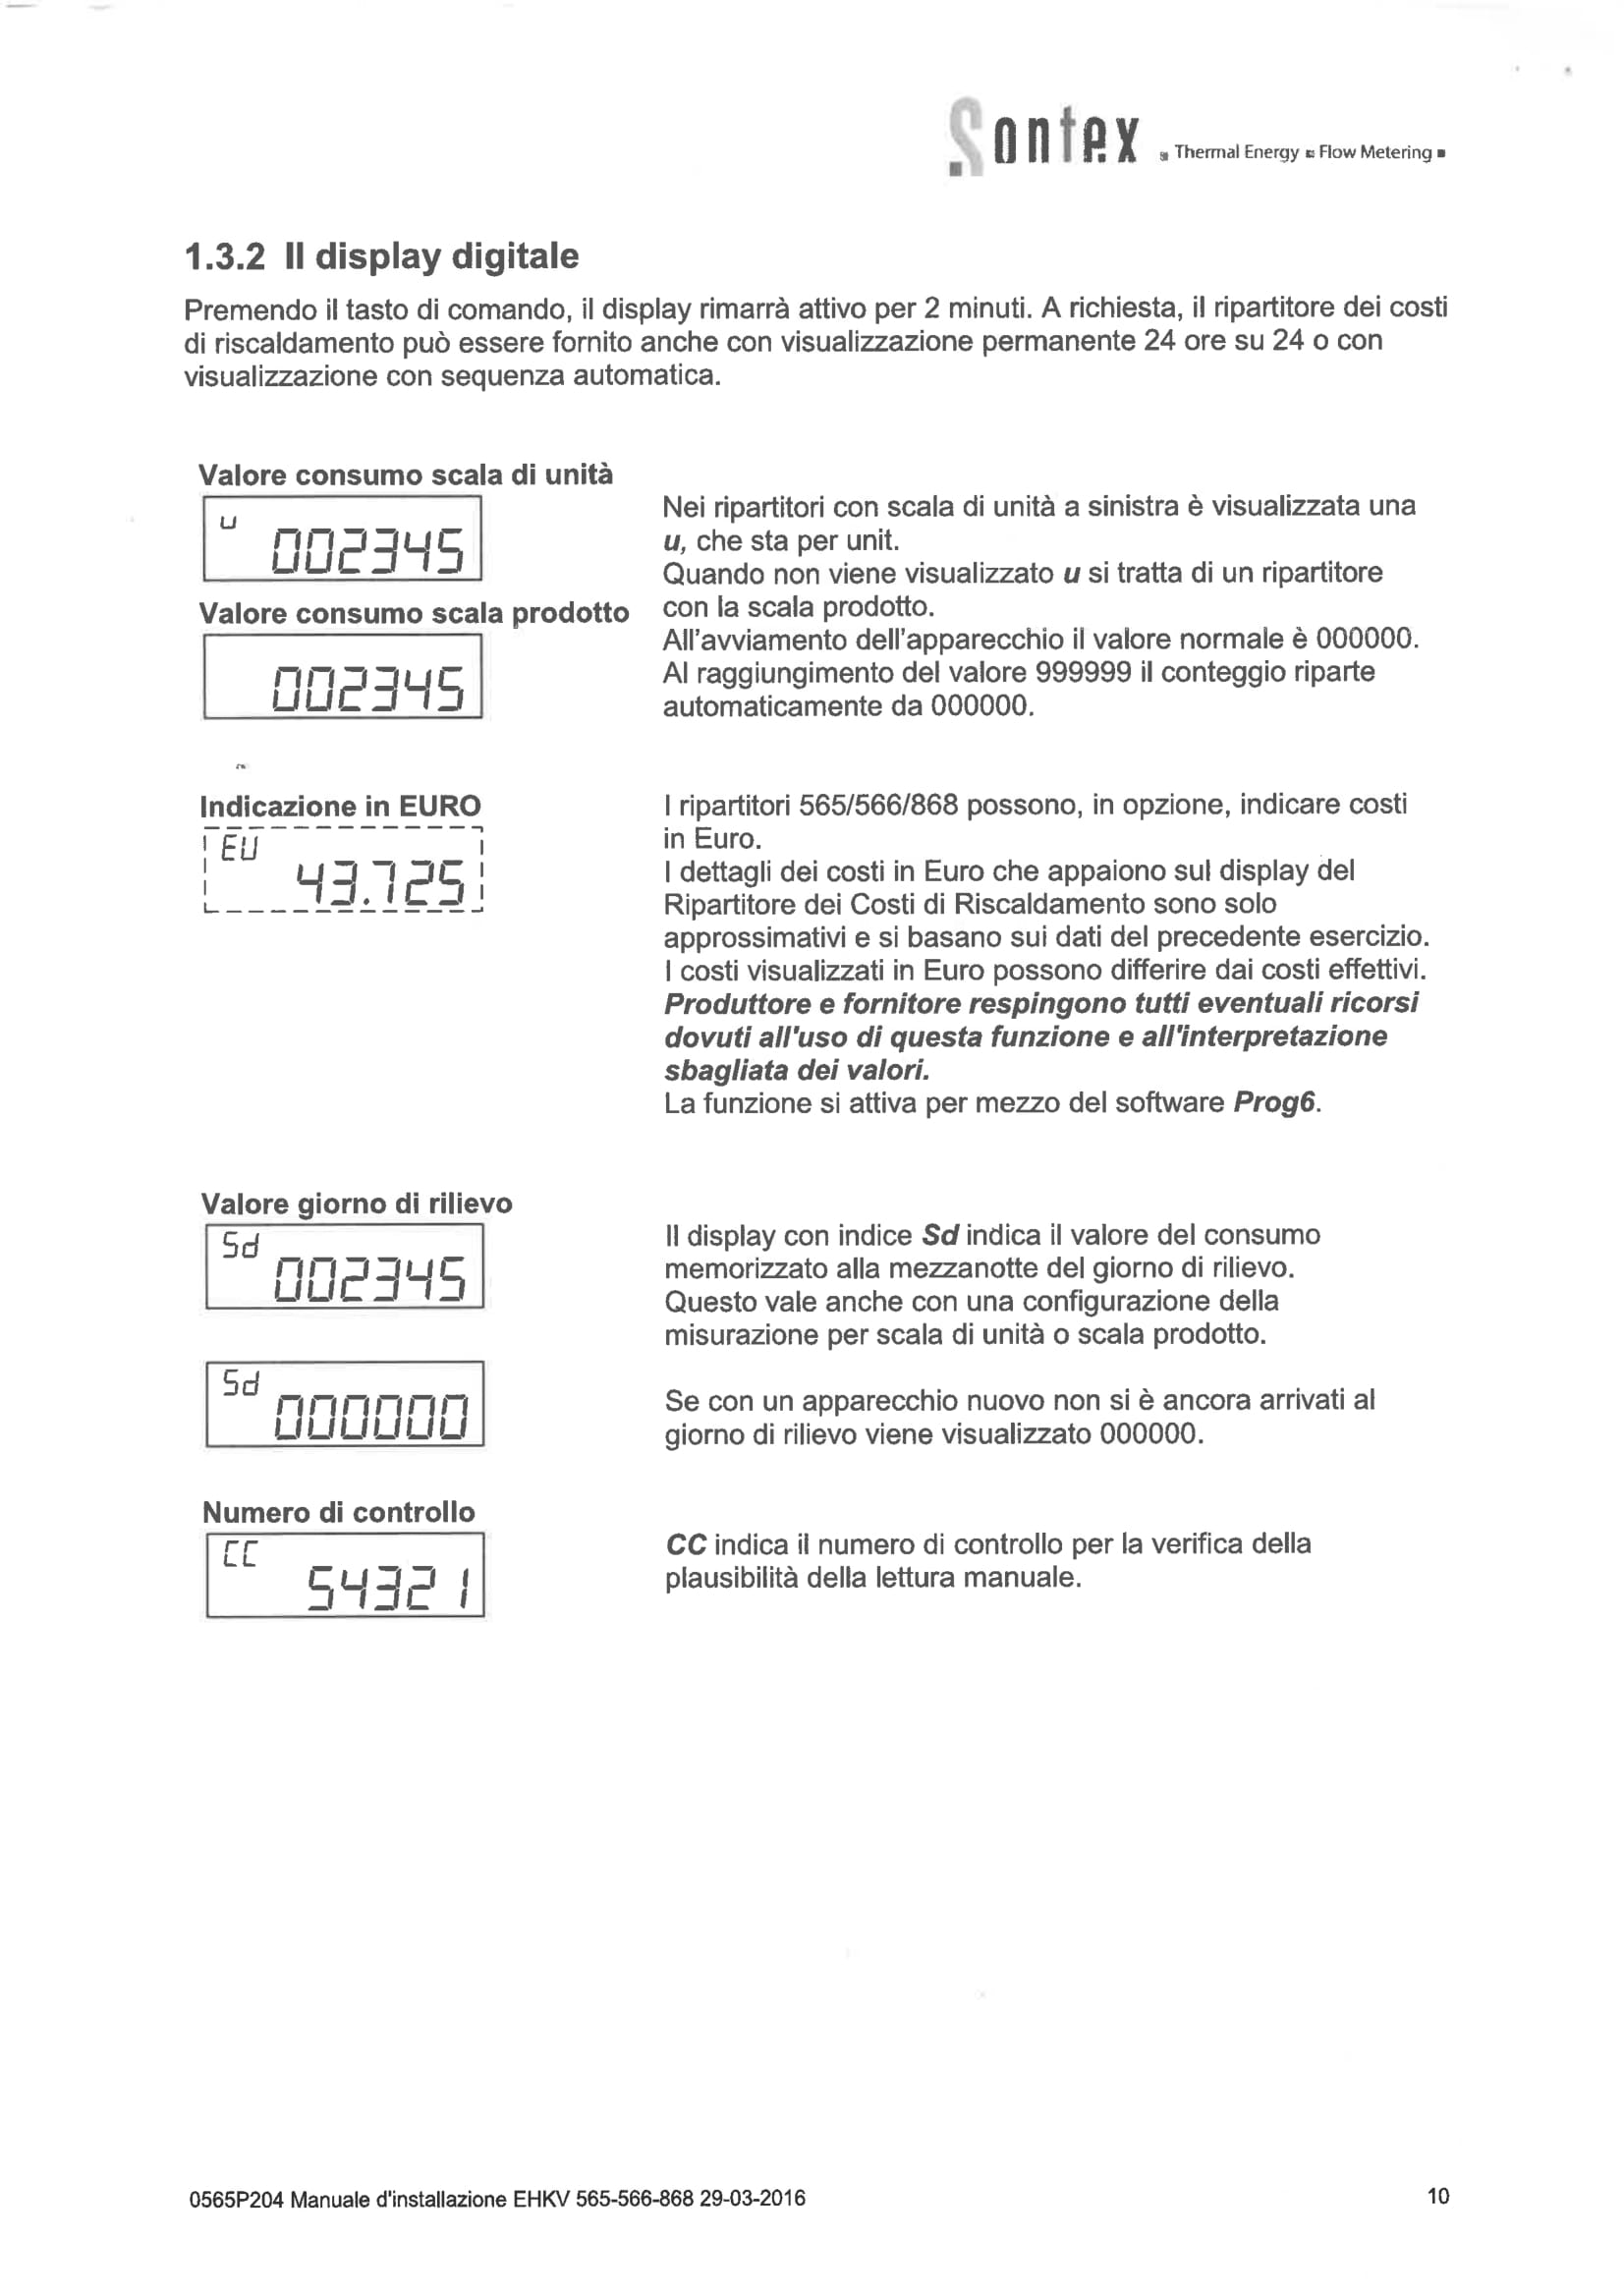 Sontex ▪ Thermal Energy ▪ Flow Metering ▪
1.3.2 Il display digitale
Premendo il tasto di comando, il display rimarrà attivo per 2 minuti. A richiesta, il ripartitore dei costi
di riscaldamento può essere fornito anche con visualizzazione permanente 24 ore su 24 o con
visualizzazione con sequenza automatica.
Valore consumo scala di unità
u 002345
Valore consumo scala prodotto
002345
Nei ripartitori con scala di unità a sinistra è visualizzata una
u, che sta per unit.
Quando non viene visualizzato u si tratta di un ripartitore
con la scala prodotto.
All'avviamento dell'apparecchio il valore normale è 000000.
Al raggiungimento del valore 999999 il conteggio riparte
automaticamente da 000000.
Indicazione in EURO
EU 43.725
I ripartitori 565/566/868 possono, in opzione, indicare costi
in Euro.
I dettagli dei costi in Euro che appaiono sul display del
Ripartitore dei Costi di Riscaldamento sono solo
approssimativi e si basano sui dati del precedente esercizio.
I costi visualizzati in Euro possono differire dai costi effettivi.
Produttore e fornitore respingono tutti eventuali ricorsi
dovuti all'uso di questa funzione e all'interpretazione
sbagliata dei valori.
La funzione si attiva per mezzo del software Prog6.
Valore giorno di rilievo
Sd 002345
Il display con indice Sd indica il valore del consumo
memorizzato alla mezzanotte del giorno di rilievo.
Questo vale anche con una configurazione della
misurazione per scala di unità o scala prodotto.
Sd 000000
Se con un apparecchio nuovo non si è ancora arrivati al
giorno di rilievo viene visualizzato 000000.
Numero di controllo
CC 54321
CC indica il numero di controllo per la verifica della
plausibilità della lettura manuale.
0565P204 Manuale d'installazione EHKV 565-566-868 29-03-2016 10